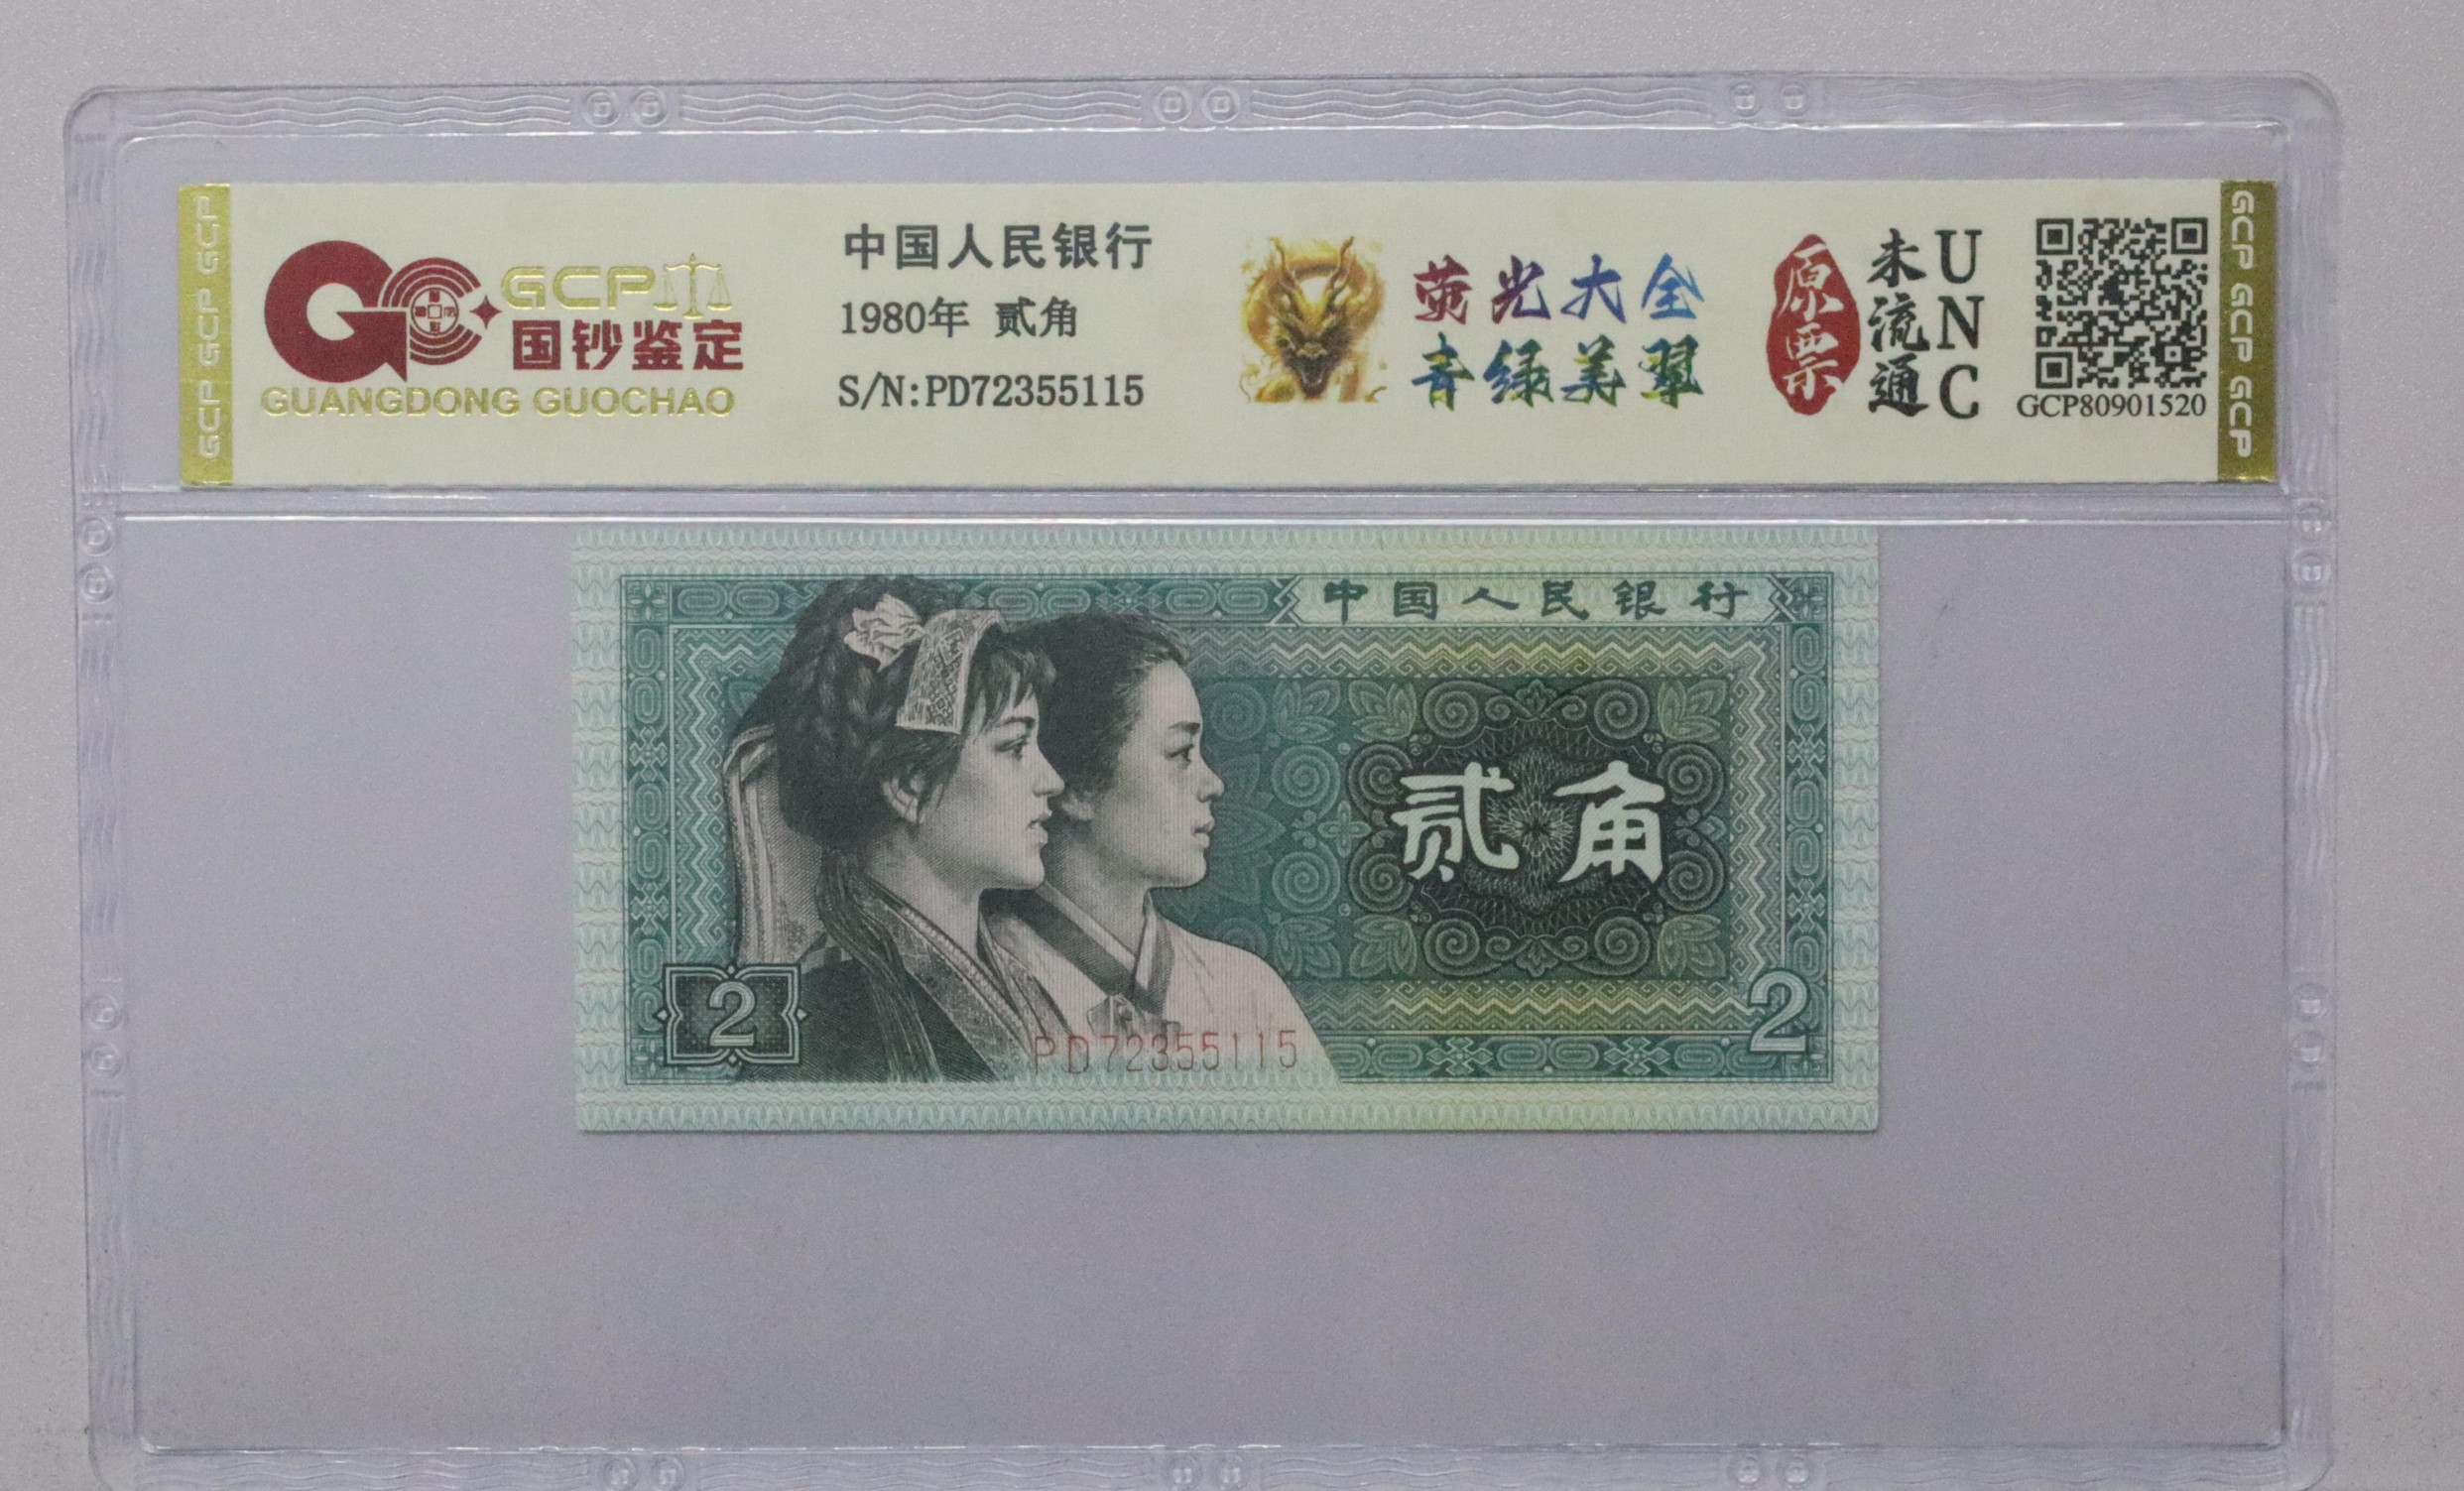 GCP GCP GCP
GCP
国钞鉴定
GUANGDONG GUOCHAO
中国人民银行
1980年 贰角
S/N:PD72355115
荧光大全
青绿美翠
原票
未流通
UNC
GCP80901520
GCP GCP GCP
中国人民银行
贰角
2
2
PD72355115